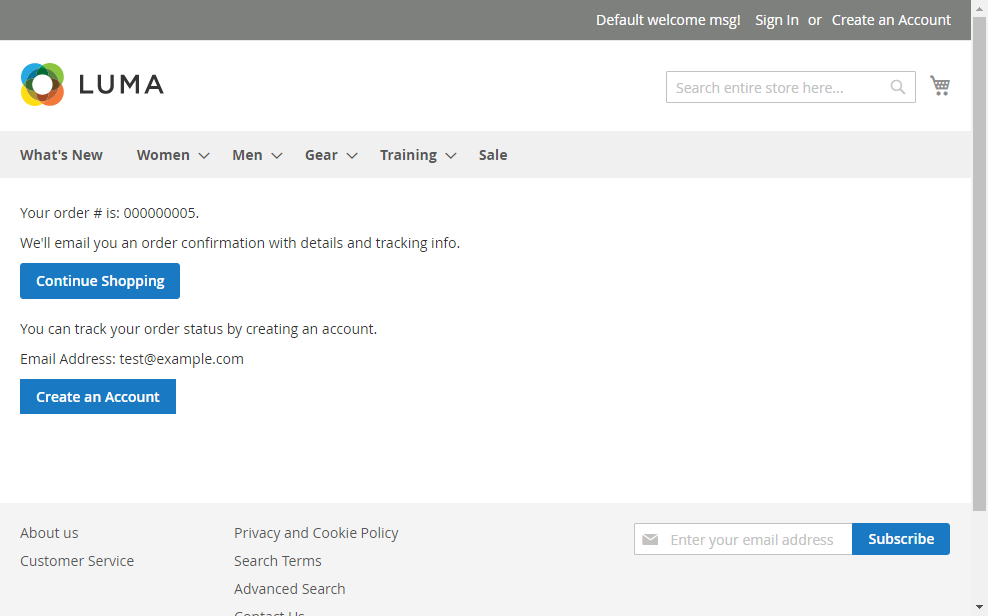 Default welcome msg! Sign In or Create an Account
LUMA
Search entire store here...
What's New Women Men Gear Training Sale
Your order # is: 000000005.
We'll email you an order confirmation with details and tracking info.
Continue Shopping
You can track your order status by creating an account.
Email Address: test@example.com
Create an Account
About us
Customer Service
Privacy and Cookie Policy
Search Terms
Advanced Search
Contact Us
Enter your email address
Subscribe